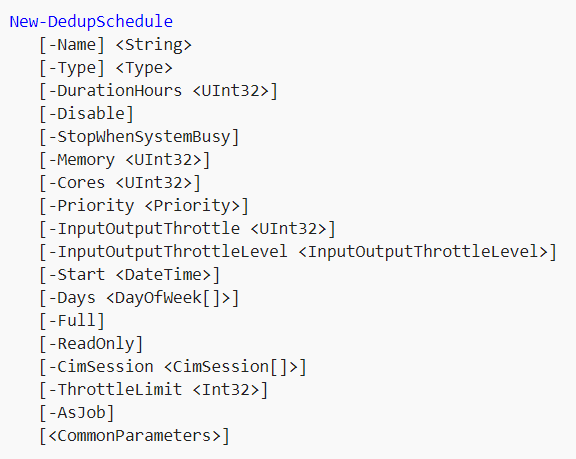 New-DedupSchedule
[-Name] <String>
[-Type] <Type>
[-DurationHours <UInt32>]
[-Disable]
[-StopWhenSystemBusy]
[-Memory <UInt32>]
[-Cores <UInt32>]
[-Priority <Priority>]
[-InputOutputThrottle <UInt32>]
[-InputOutputThrottleLevel <InputOutputThrottleLevel>]
[-Start <DateTime>]
[-Days <DayOfWeek[]>]
[-Full]
[-ReadOnly]
[-CimSession <CimSession[]>]
[-ThrottleLimit <Int32>]
[-AsJob]
[<CommonParameters>]